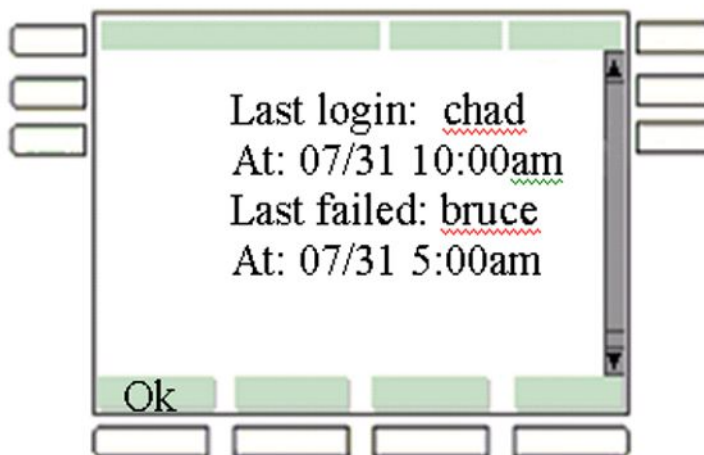 Last login: chad
At: 07/31 10:00am
Last failed: bruce
At: 07/31 5:00am
Ok